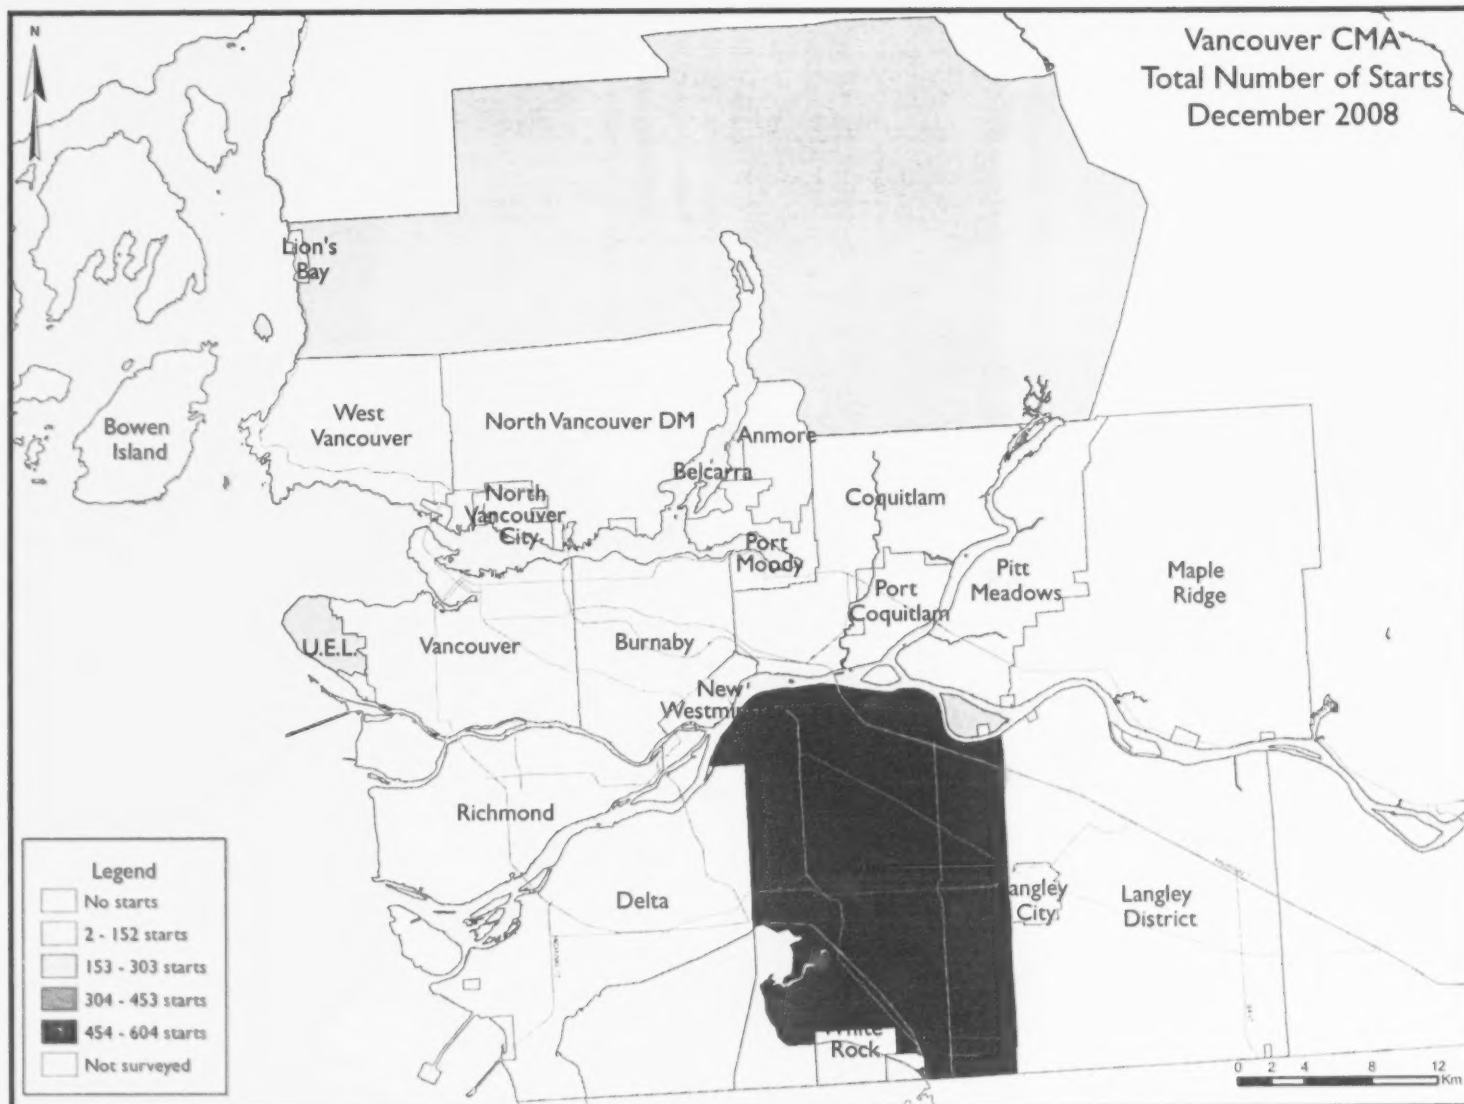 N
Vancouver CMA
Total Number of Starts
December 2008
Lion's
Bay
Bowen
Island
West
Vancouver
North Vancouver DM
Anmore
Belcarra
North
Vancouver
City
Coquitlam
Port
Moody
Port
Coquitlam
Pitt
Meadows
Maple
Ridge
U.E.L.
Vancouver
Burnaby
New
Westmin
Richmond
Delta
angley
City
Langley
District
White
Rock
Legend
No starts
2 - 152 starts
153 - 303 starts
304 - 453 starts
454 - 604 starts
Not surveyed
0 2 4 8 12
Km